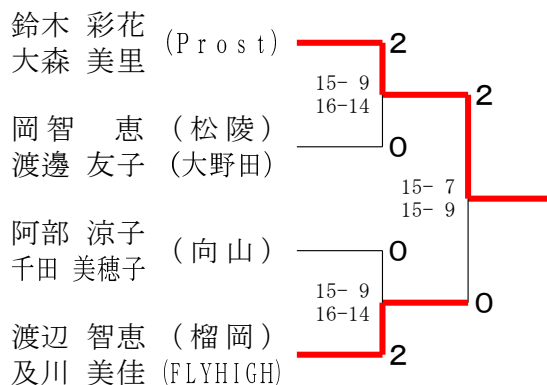 鈴木 彩花 (Prost) 2
大森 美里
15- 9 2
16-14
岡智 恵 (松陵) 0
渡邊 友子 (大野田)
15- 7
15- 9
阿部 涼子 (向山) 0
千田 美穂子
15- 9 0
16-14
渡辺 智恵 (榴岡)
及川 美佳 (FLYHIGH) 2